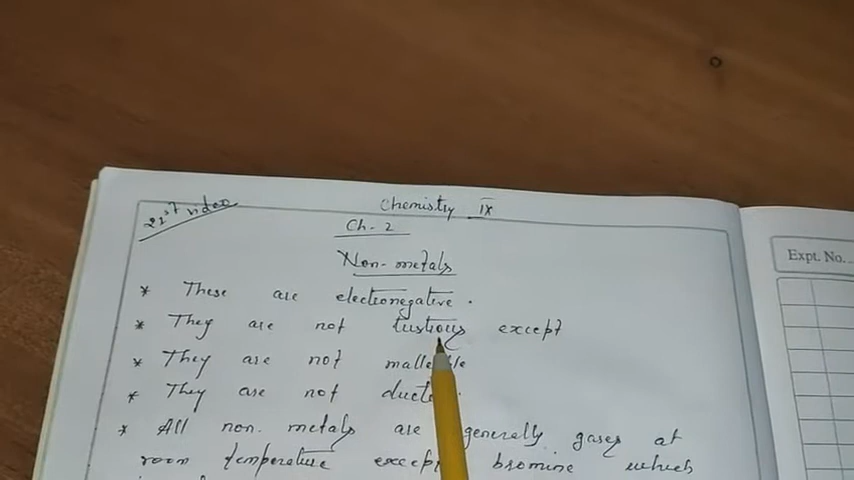 21st video
Chemistry IX
Ch-2
Non-metals
* These are electronegative.
* They are not lustrous except
* They are not malleable
* They are not
* All non-metals are generally gases at
room temperature except bromine which
Expt. No..